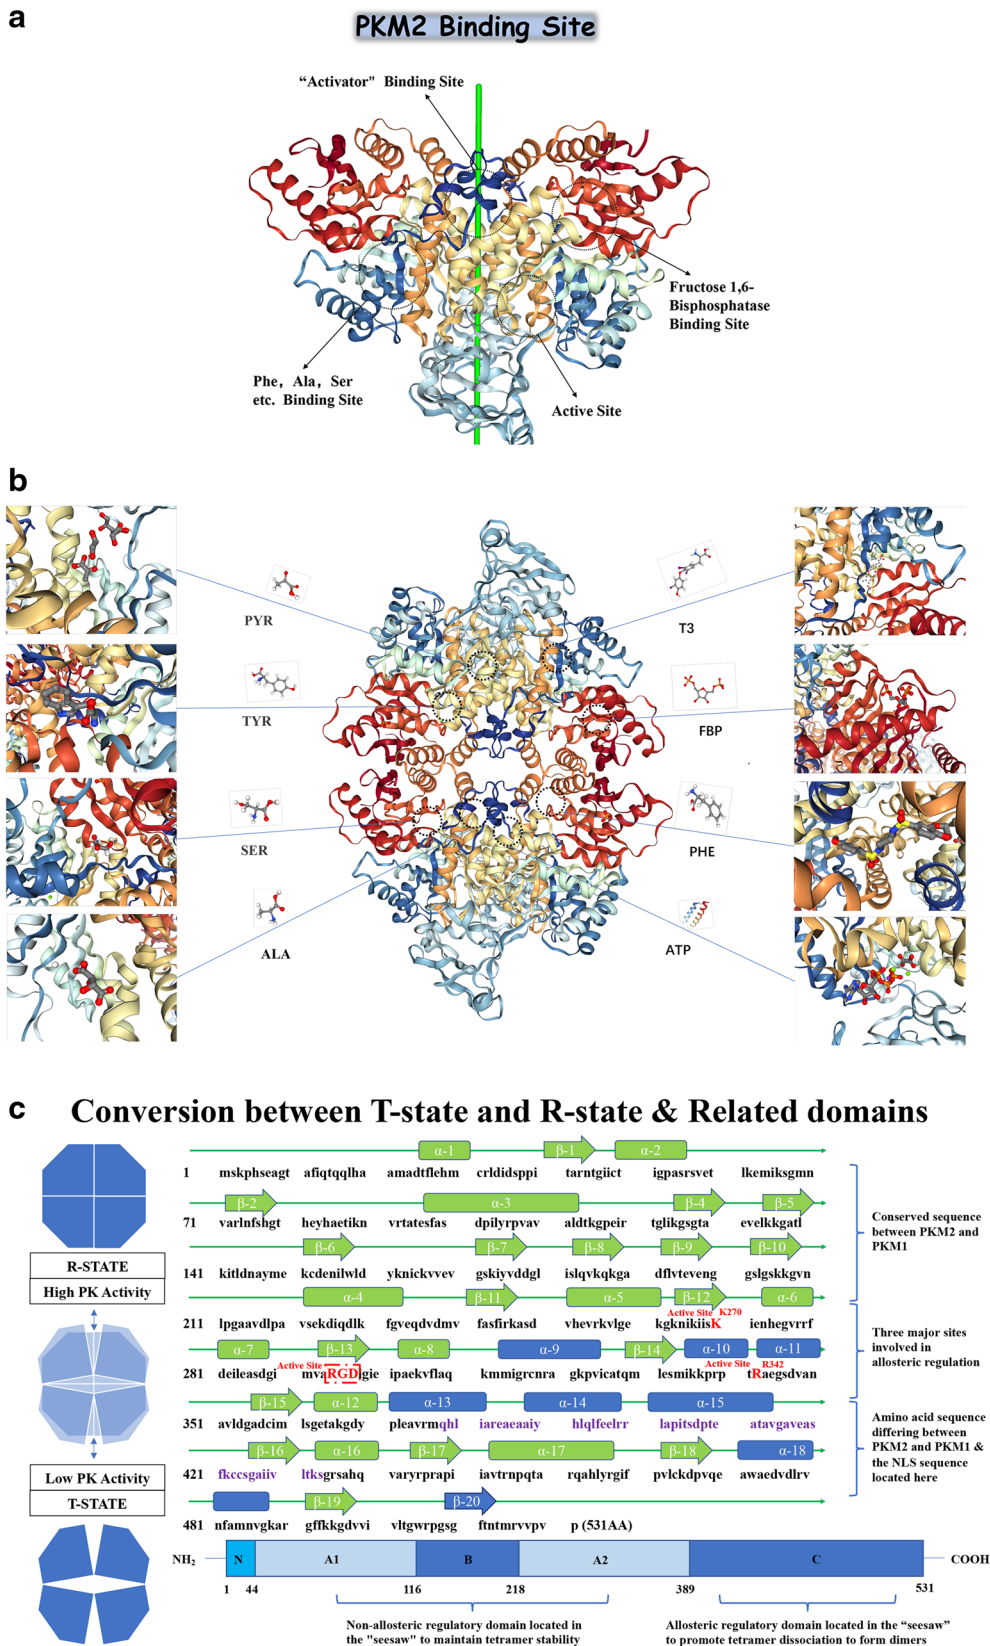 a
PKM2 Binding Site
“Activator” Binding Site
Fructose 1,6-
Bisphosphatase
Binding Site
Phe, Ala, Ser
etc. Binding Site
Active Site
b
PYR
T3
TYR
FBP
SER
PHE
ALA
ATP
c
Conversion between T-state and R-state & Related domains
α-1 β-1 α-2
1 mskphseagt afiqtqqlha amadtflehm crldidsppi tarntgiict igpasrsvet lkemiksgmn
β-2 α-3 β-4 β-5
71 varlnfshgt heyhaetikn vrtatesfas dpilyrpvav aldtkgpeir tglikgsgta evelkkgatl
β-6 β-7 β-8 β-9 β-10
141 kitldnayme kcdenilwld yknickvvev gskiyvddgl islqvkqkga dflvteveng gslgskkgvn
α-4 β-11 α-5 β-12 α-6
Active Site K270
211 lpgaavdlpa vsekdiqdlk fgveqdvdmv fasfirkasd vhevrkvlge kgknikiisK ienhegvrrf
α-7 β-13 α-8 α-9 β-14 α-10 α-11
Active Site Active Site R342
281 deileasdgi mvaRGDlgie ipaekvflaq kmmigrcnra gkpvicatqm lesmikkprp tRaegsdvan
β-15 α-12 α-13 α-14 α-15
351 avldgadcim lsgetakgdy pleavrmqhl iareaeaaiy hlqlfeelrr lapitsdpte atavgaveas
β-16 α-16 β-17 α-17 β-18 α-18
421 fkccsgaiiv ltksgrsahq varyrprapi iavtrnpqta rqahlyrgif pvlckdpvqe awaedvdlrv
β-19 β-20
481 nfamnvgkar gffkkgdvvi vltgwrpgsg ftntmrvvpv p (531AA)
R-STATE
High PK Activity
Low PK Activity
T-STATE
Conserved sequence
between PKM2 and
PKM1
Three major sites
involved in
allosteric regulation
Amino acid sequence
differing between
PKM2 and PKM1 &
the NLS sequence
located here
NH2 N A1 B A2 C COOH
1 44 116 218 389 531
Non-allosteric regulatory domain located in
the "seesaw" to maintain tetramer stability
Allosteric regulatory domain located in the “seesaw”
to promote tetramer dissociation to form dimers